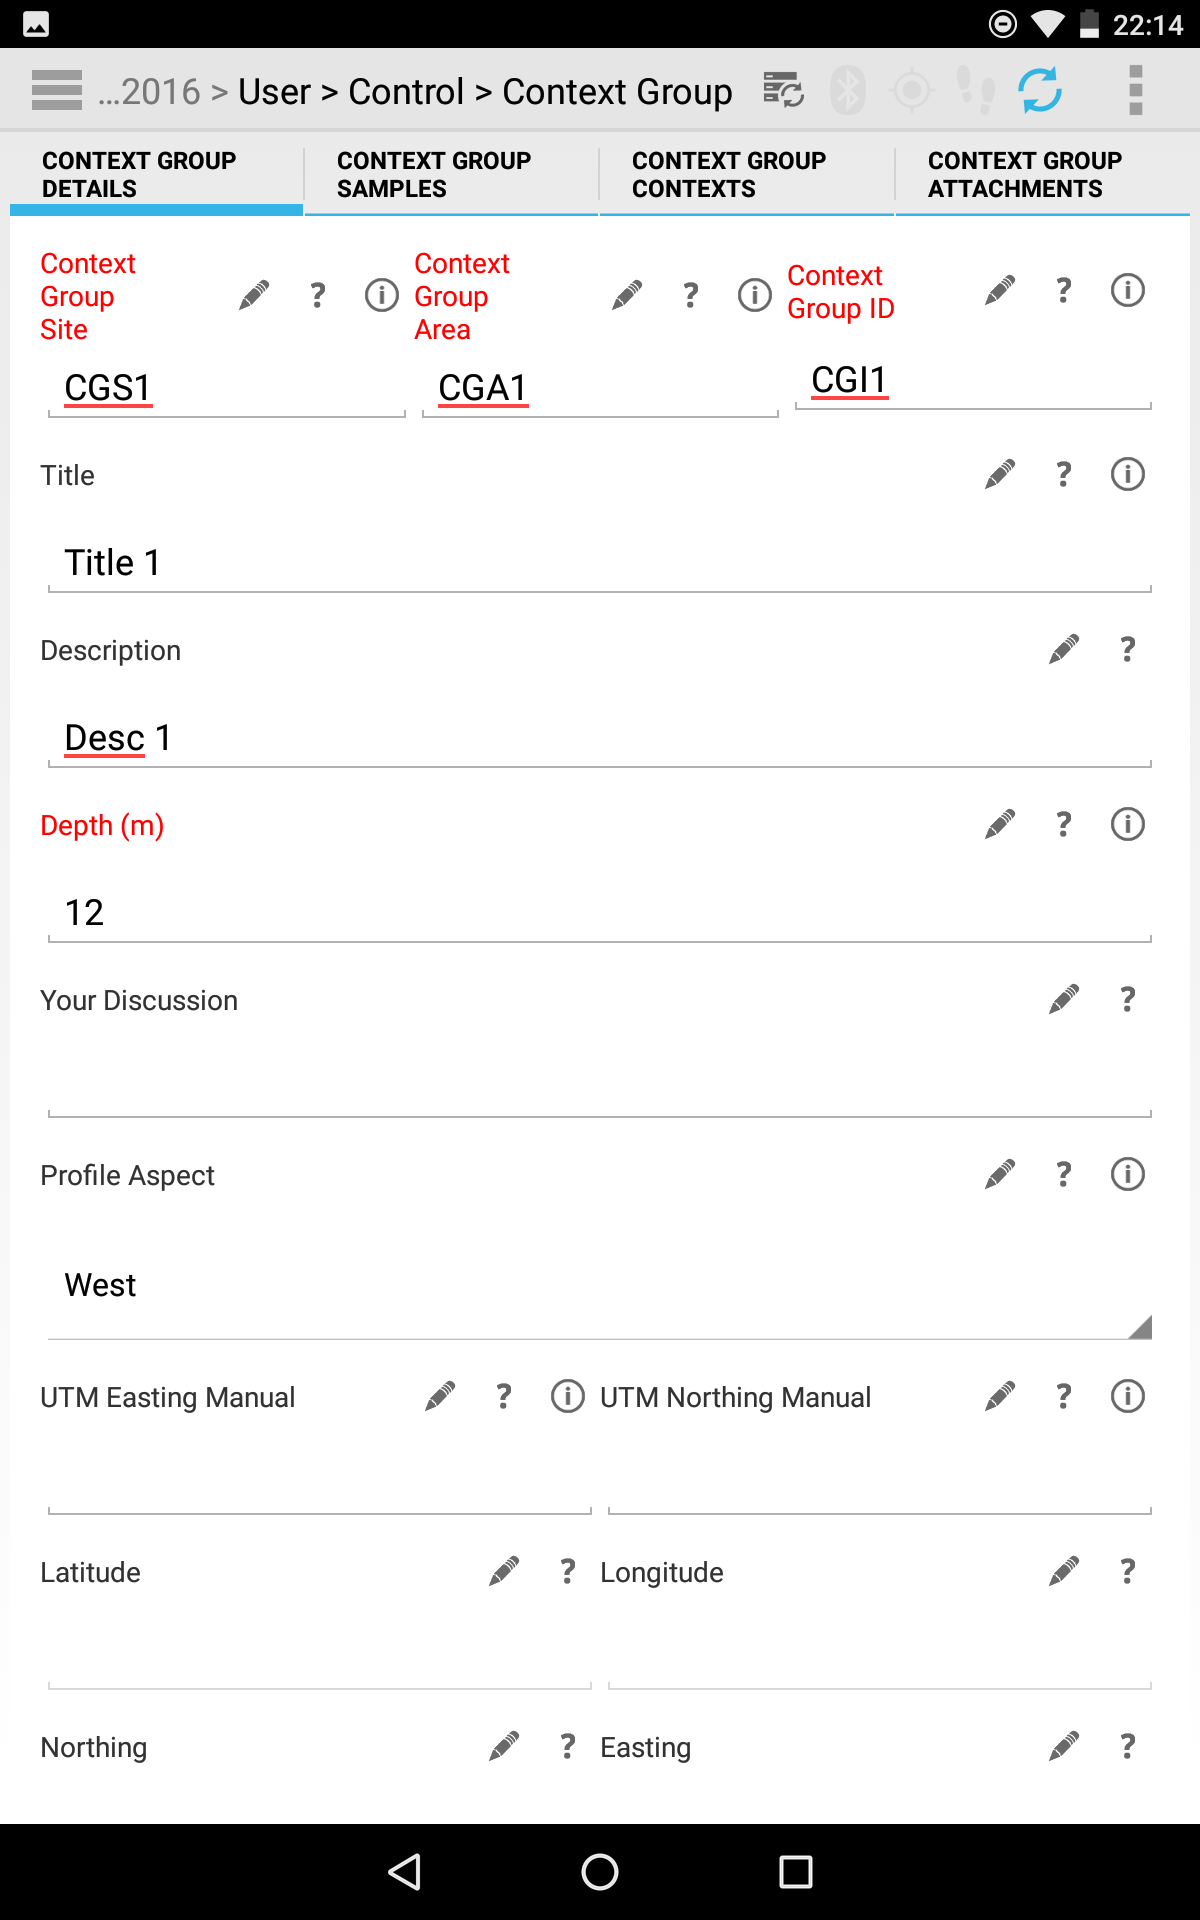 22:14
...2016 > User > Control > Context Group
CONTEXT GROUP DETAILS
CONTEXT GROUP SAMPLES
CONTEXT GROUP CONTEXTS
CONTEXT GROUP ATTACHMENTS
Context
Group
Site
?
Context
Group
Area
?
Context
Group ID
?
CGS1
CGA1
CGI1
Title ?
Title 1
Description ?
Desc 1
Depth (m) ?
12
Your Discussion ?
Profile Aspect ?
West
UTM Easting Manual ? UTM Northing Manual ?
Latitude ? Longitude ?
Northing ? Easting ?